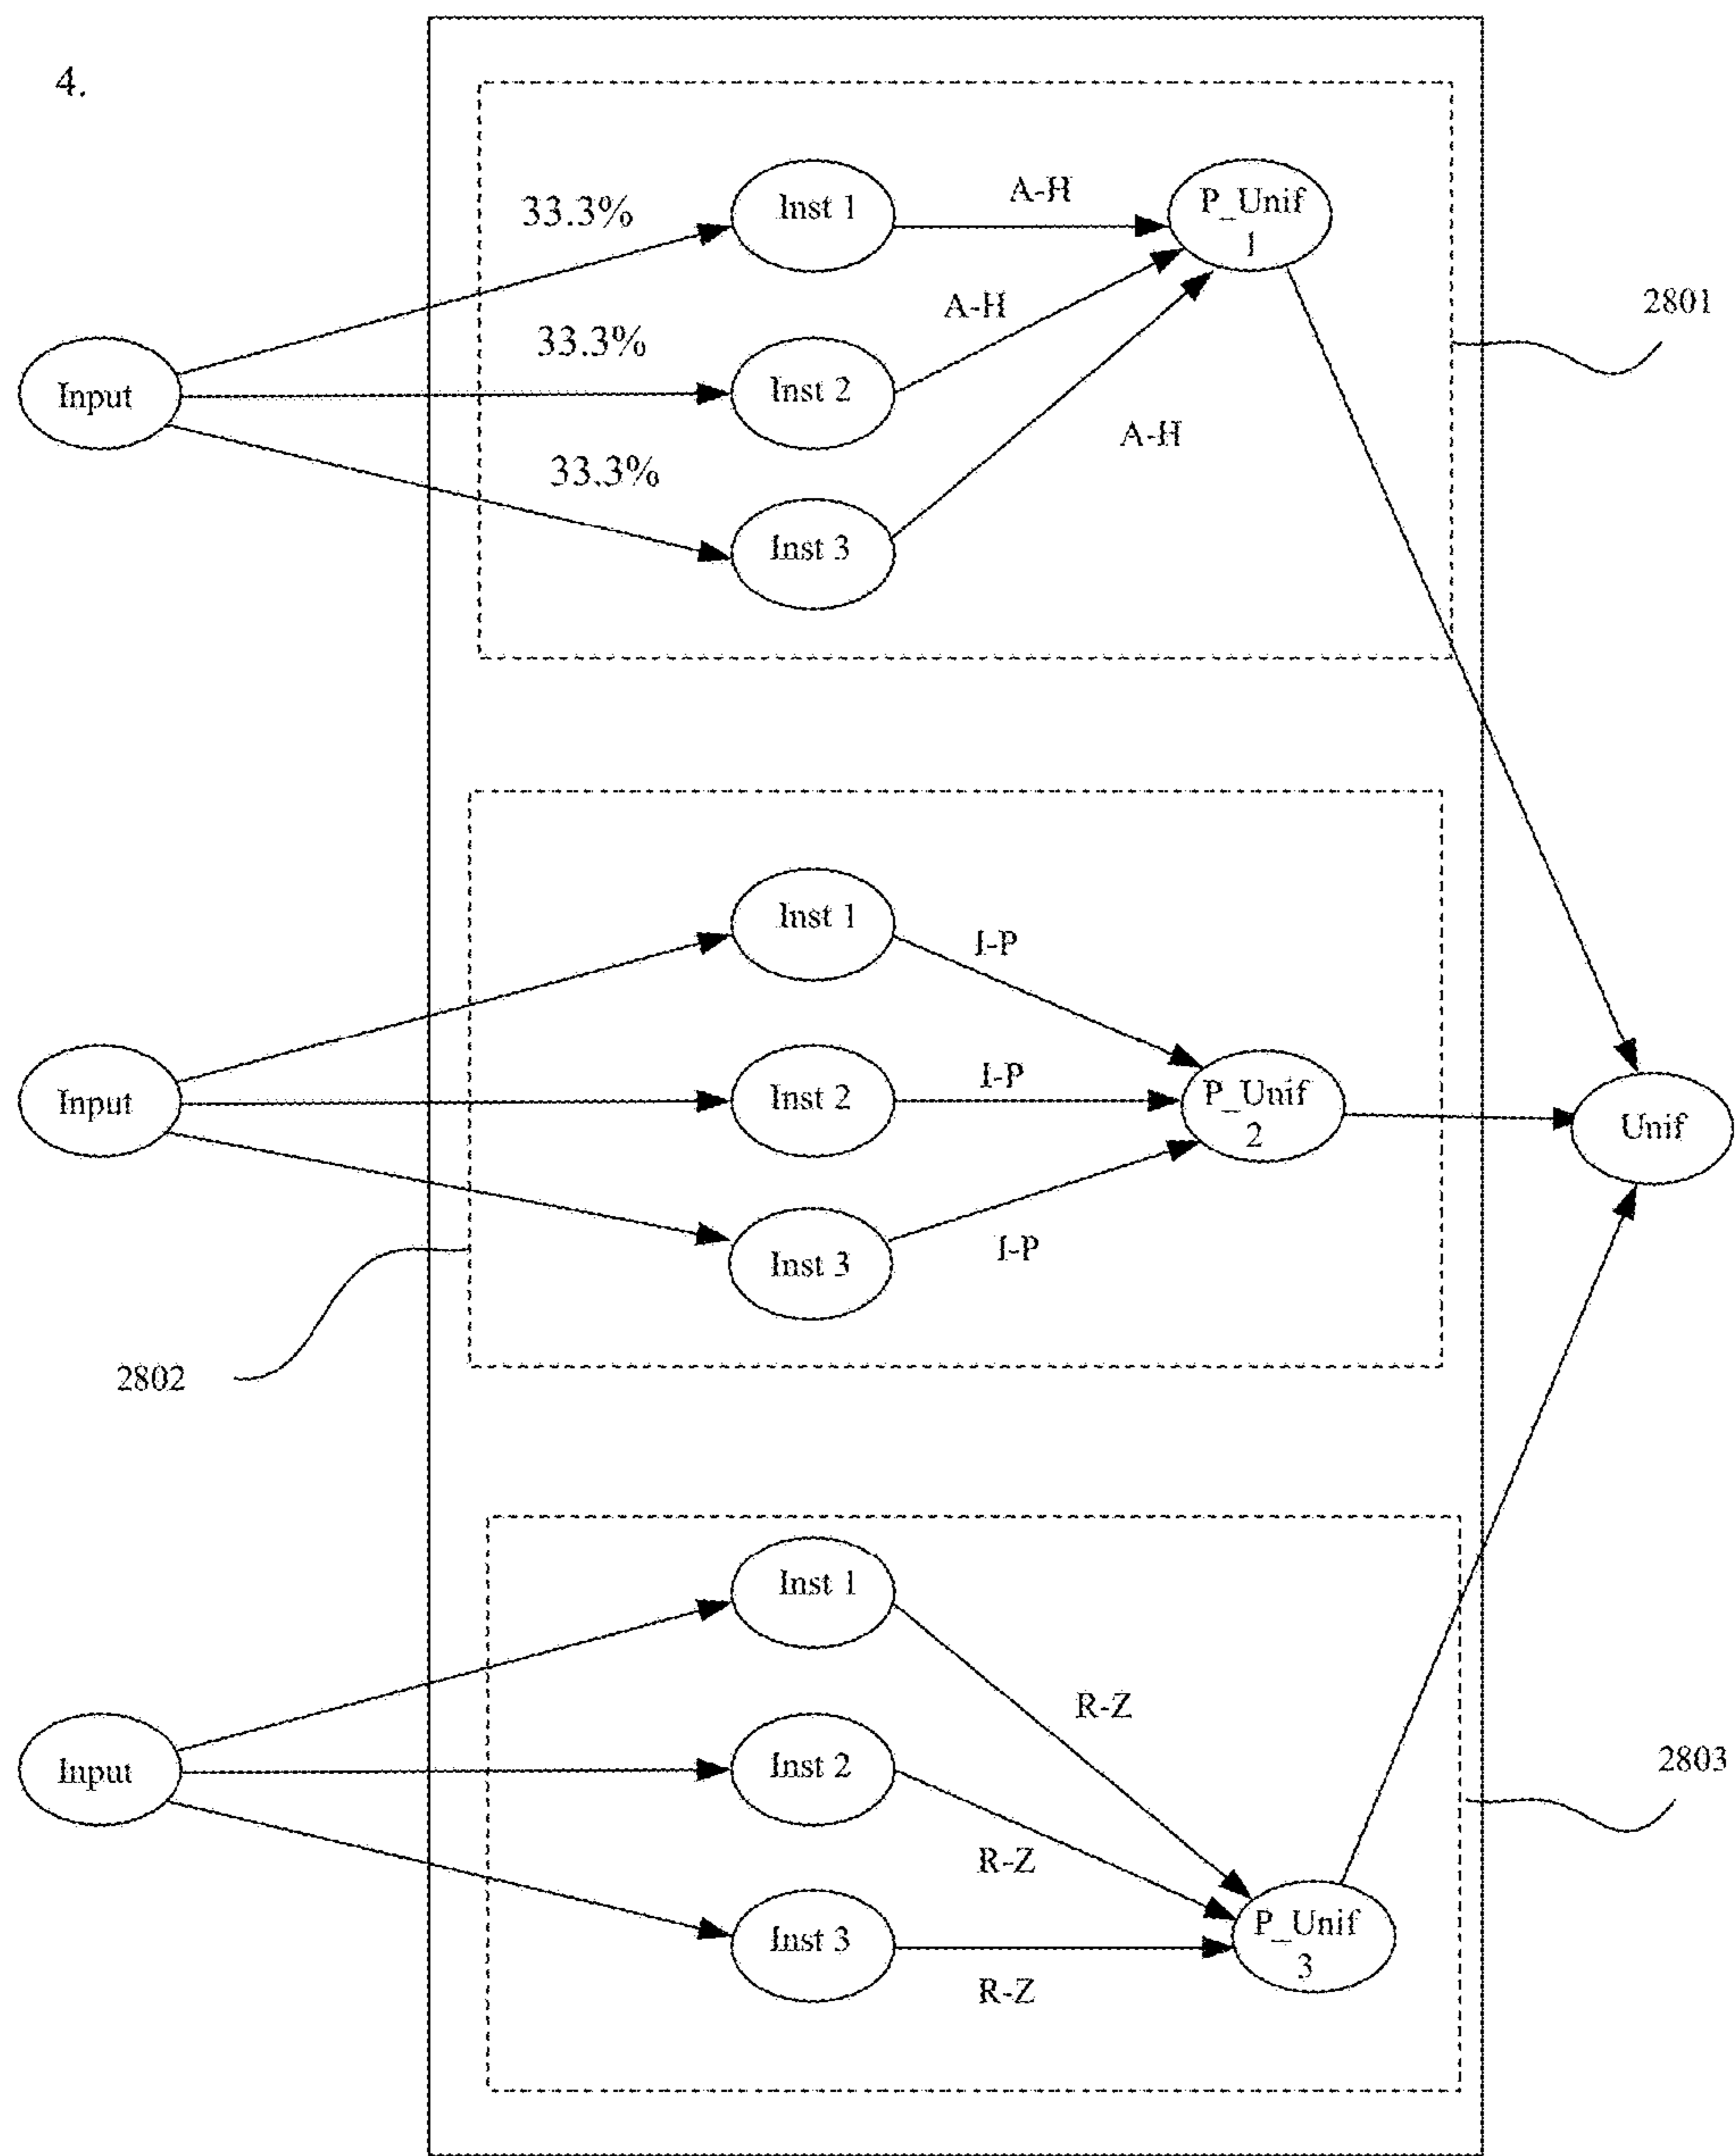 4.
33.3%
Inst 1
A-H
P_Unif
1
2801
Input
33.3%
Inst 2
A-H
33.3%
Inst 3
A-H
Inst 1
I-P
Input
Inst 2
I-P
P_Unif
2
Unif
Inst 3
I-P
2802
Inst 1
R-Z
Input
Inst 2
R-Z
2803
Inst 3
R-Z
P_Unif
3